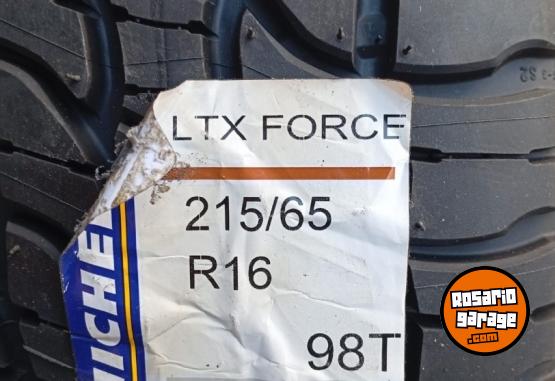 LTX FORCE
215/65
R16
98T
MICHE
Rosario
garage
.com